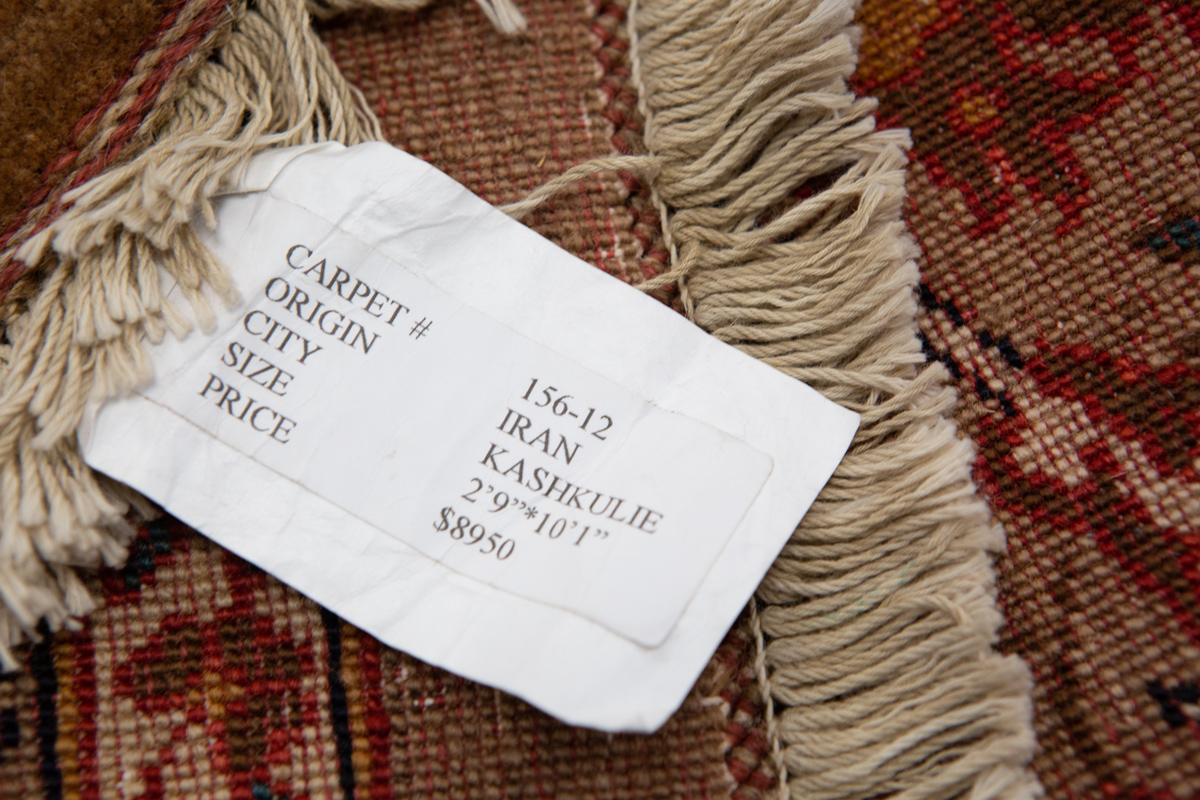 CARPET # 156-12
ORIGIN IRAN
CITY KASHKULIE
SIZE 2’9”*10’1”
PRICE $8950